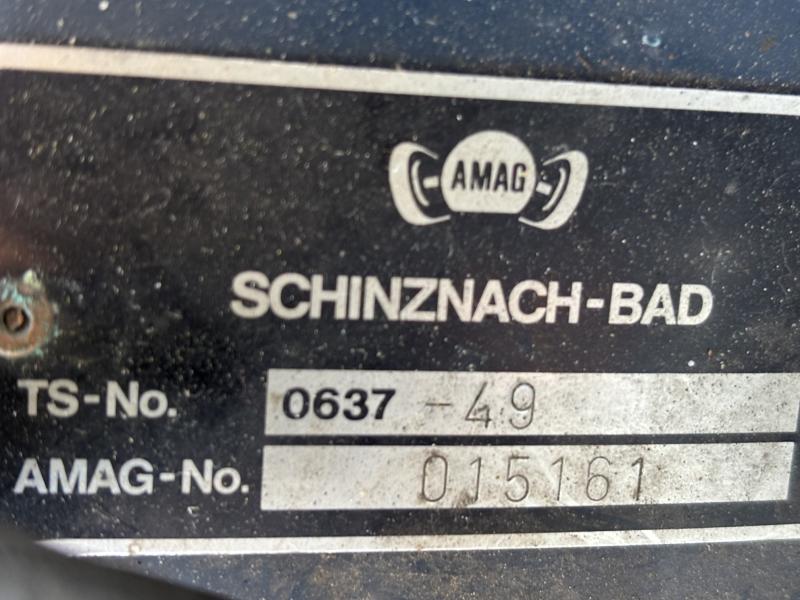 AMAG
SCHINZNACH-BAD
TS-No. 0637 -49
AMAG-No. 015161